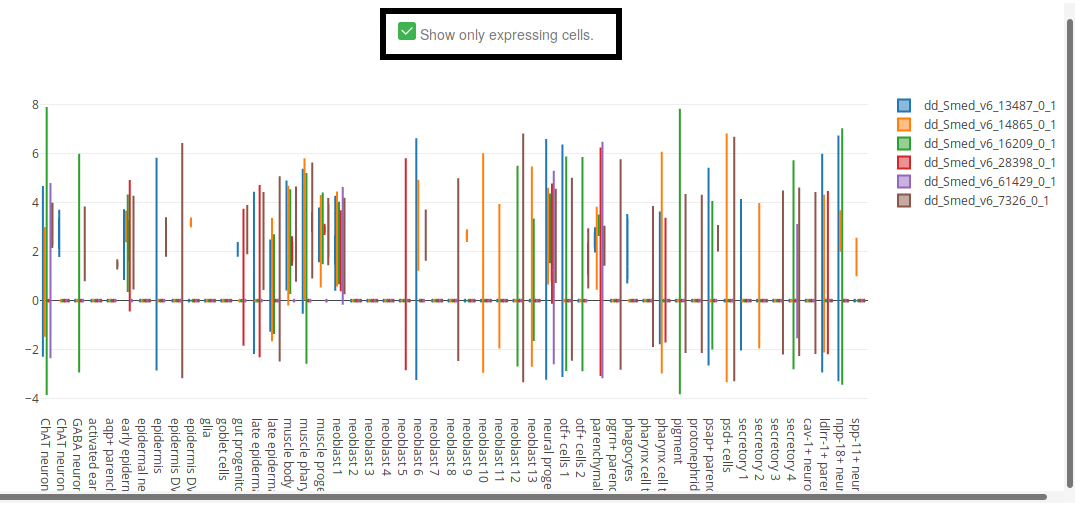 Show only expressing cells.
8
6
4
2
0
−2
−4
dd_Smed_v6_13487_0_1
dd_Smed_v6_14865_0_1
dd_Smed_v6_16209_0_1
dd_Smed_v6_28398_0_1
dd_Smed_v6_61429_0_1
dd_Smed_v6_7326_0_1
ChAT neuron
ChAT neuron
GABA neuron
activated ear
aqp+ parench
early epiderm
epidermal ne
epidermis
epidermis DV
epidermis DV
glia
goblet cells
gut progenito
late epiderma
late epiderma
muscle body
muscle phary
muscle proge
neoblast 1
neoblast 2
neoblast 3
neoblast 4
neoblast 5
neoblast 6
neoblast 7
neoblast 8
neoblast 9
neoblast 10
neoblast 11
neoblast 12
neoblast 13
neural proge
otf+ cells 1
otf+ cells 2
parenchymal
pgrn+ parenc
phagocytes
pharynx cell t
pharynx cell t
pigment
protonephrid
psap+ parenc
psd+ cells
secretory 1
secretory 2
secretory 3
secretory 4
cav-1+ neuro
ldlrr-1+ parer
npp-18+ neur
spp-11+ neur